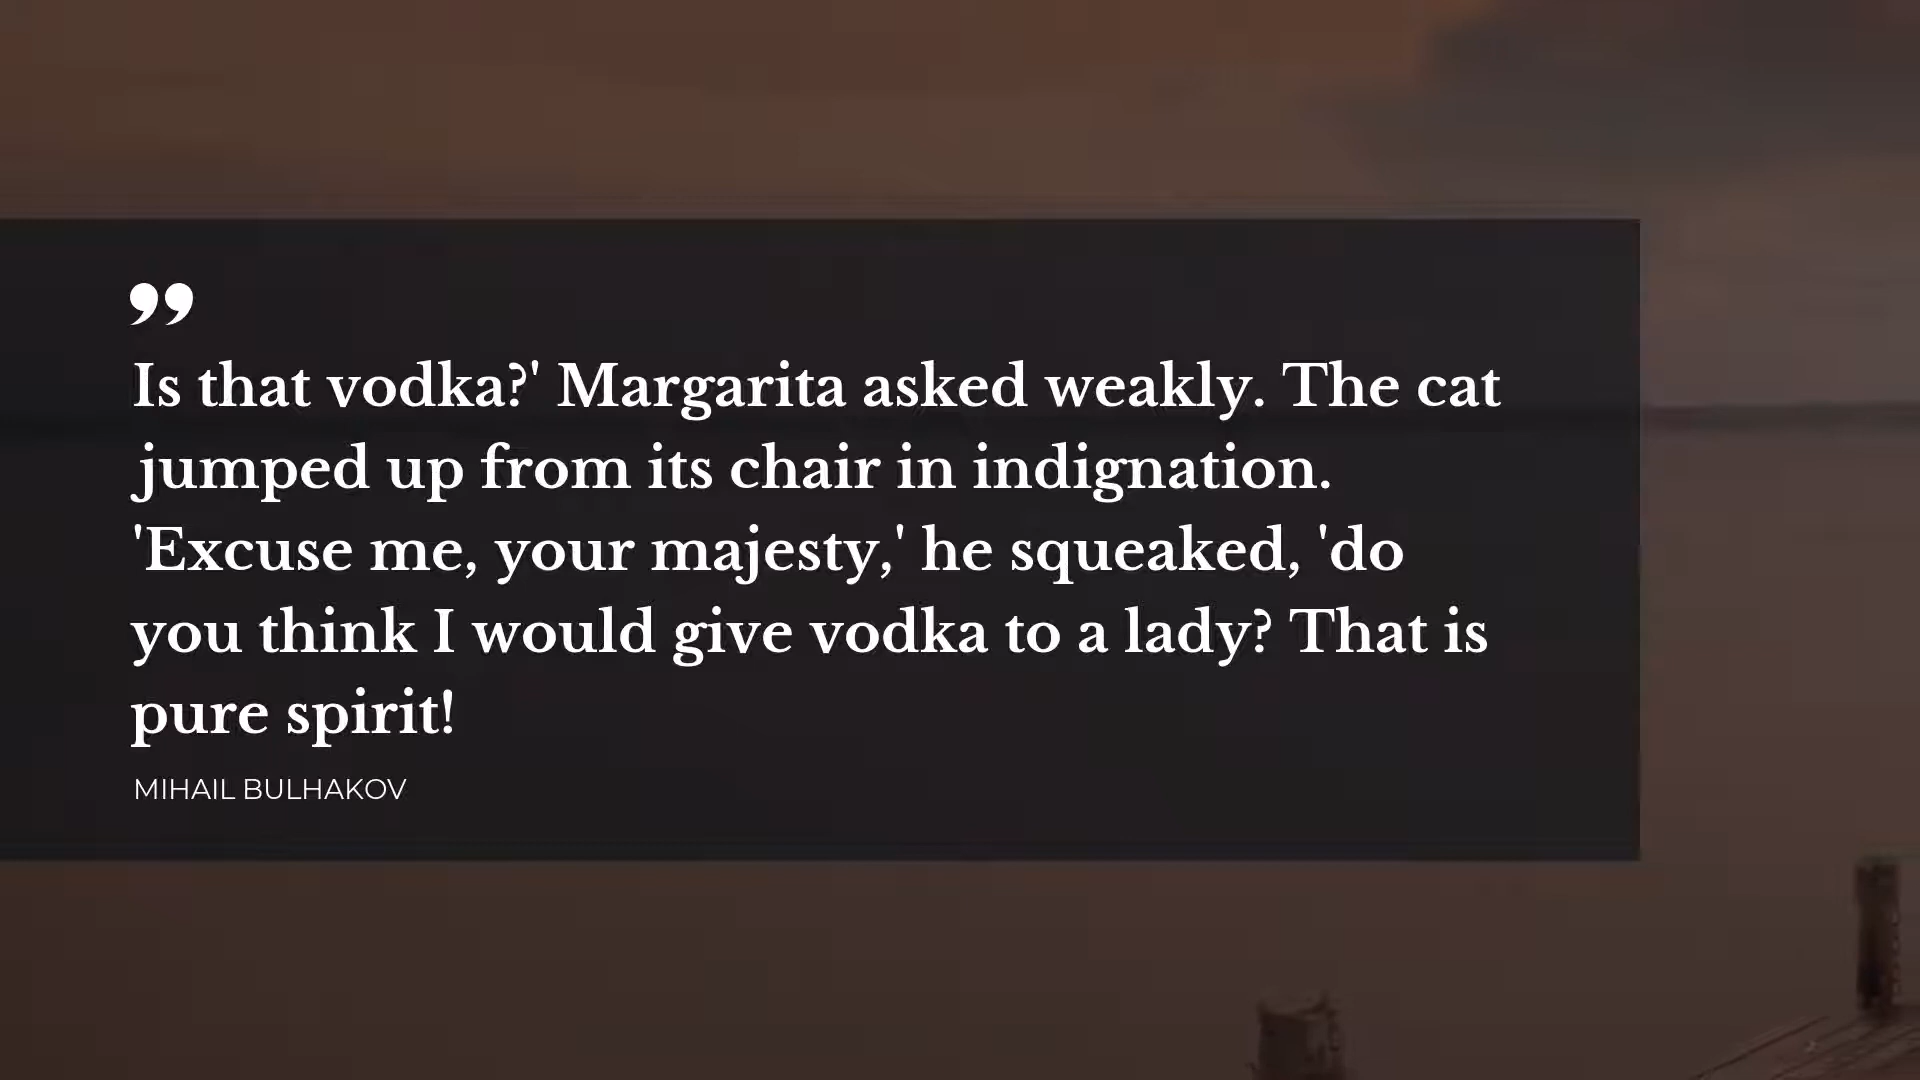 ”
Is that vodka?' Margarita asked weakly. The cat
jumped up from its chair in indignation.
'Excuse me, your majesty,' he squeaked, 'do
you think I would give vodka to a lady? That is
pure spirit!
MIHAIL BULHAKOV